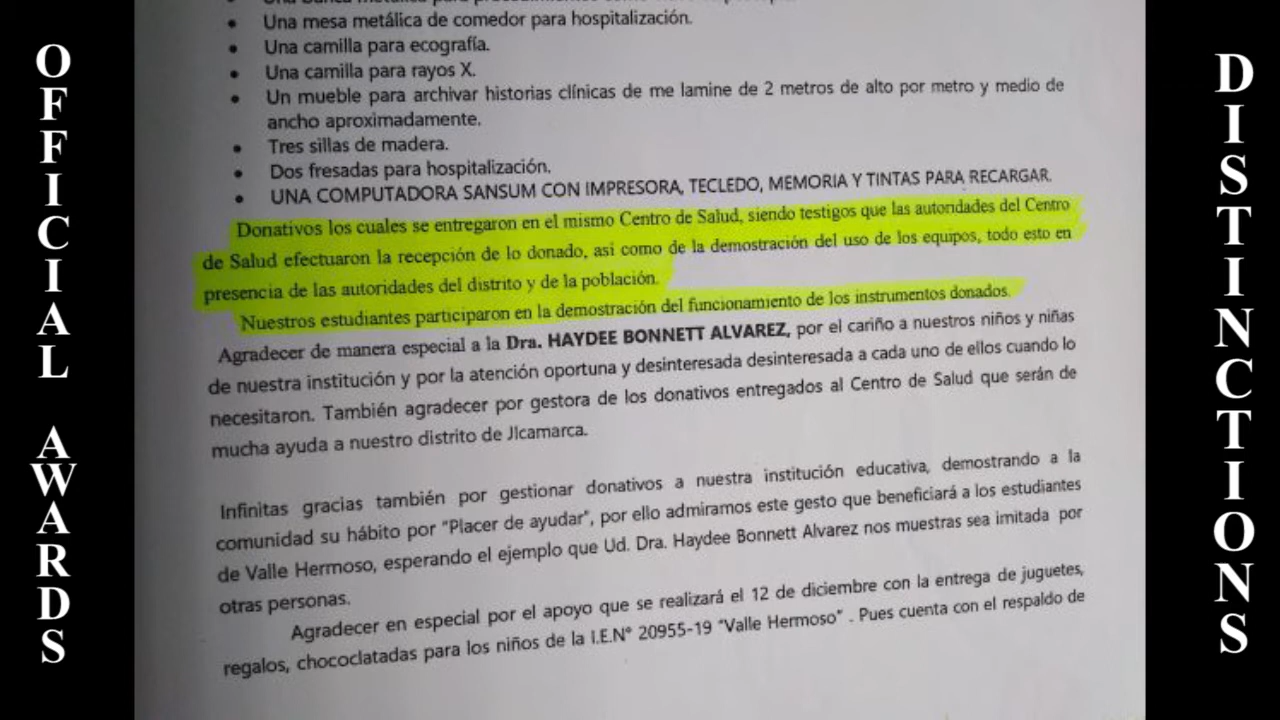 OFFICIAL AWARDS
Una mesa metálica de comedor para hospitalización.
Una camilla para ecografía.
Una camilla para rayos X.
Un mueble para archivar historias clínicas de me lamine de 2 metros de alto por metro y medio de
ancho aproximadamente.
Tres sillas de madera.
Dos fresadas para hospitalización.
UNA COMPUTADORA SANSUM CON IMPRESORA, TECLEDO, MEMORIA Y TINTAS PARA RECARGAR.
Donativos los cuales se entregaron en el mismo Centro de Salud, siendo testigos que las autoridades del Centro
de Salud efectuaron la recepción de lo donado, asi como de la demostración del uso de los equipos, todo esto en
presencia de las autoridades del distrito y de la población.
Nuestros estudiantes participaron en la demostración del funcionamiento de los instrumentos donados.
Agradecer de manera especial a la Dra. HAYDEE BONNETT ALVAREZ, por el cariño a nuestros niños y niñas
de nuestra institución y por la atención oportuna y desinteresada desinteresada a cada uno de ellos cuando lo
necesitaron. También agradecer por gestora de los donativos entregados al Centro de Salud que serán de
mucha ayuda a nuestro distrito de JIcamarca.
Infinitas gracias también por gestionar donativos a nuestra institución educativa, demostrando a la
comunidad su hábito por "Placer de ayudar", por ello admiramos este gesto que beneficiará a los estudiantes
de Valle Hermoso, esperando el ejemplo que Ud. Dra. Haydee Bonnett Alvarez nos muestras sea imitada por
otras personas.
Agradecer en especial por el apoyo que se realizará el 12 de diciembre con la entrega de juguetes,
regalos, chococlatadas para los niños de la I.E.N° 20955-19 "Valle Hermoso" . Pues cuenta con el respaldo de
DISTINCTIONS